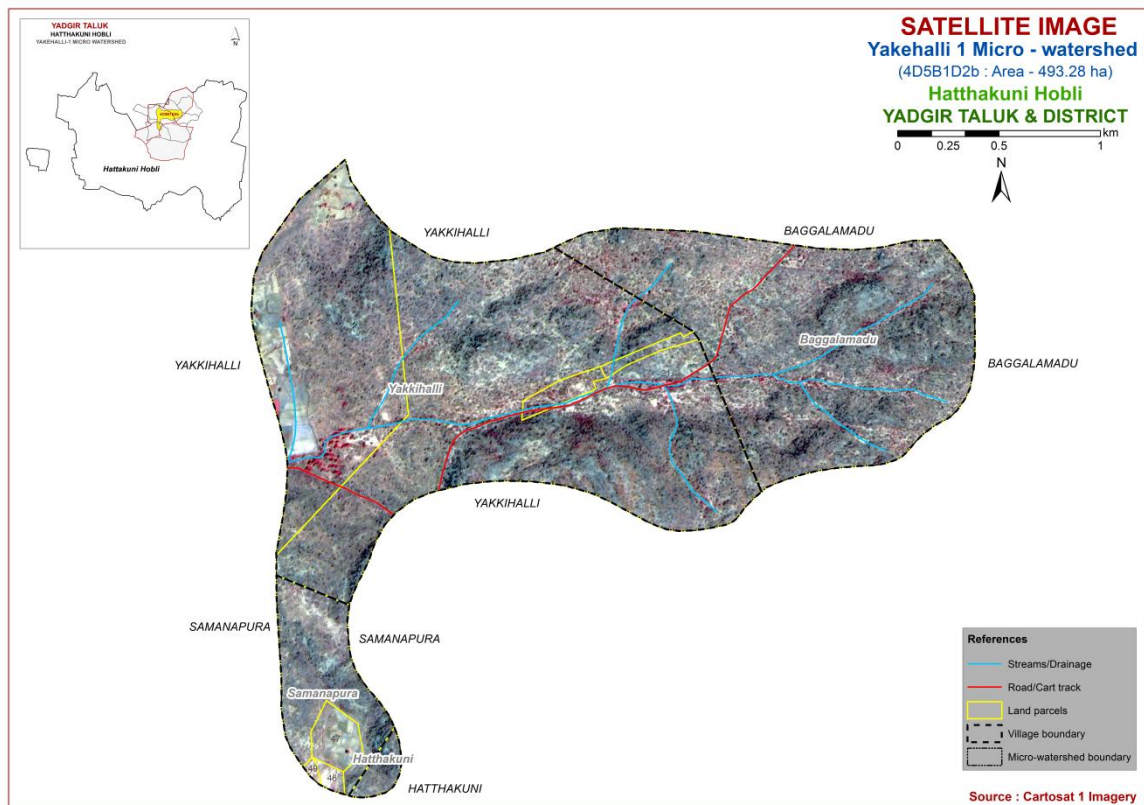 YADGIR TALUK
HATTHAKUNI HOBLI
YAKEHALLI-1 MICRO WATERSHED
N
Hattakuni Hobli
SATELLITE IMAGE
Yakehalli 1 Micro - watershed
(4D5B1D2b : Area - 493.28 ha)
Hatthakuni Hobli
YADGIR TALUK & DISTRICT
km
0 0.25 0.5 1
N
YAKKIHALLI
BAGGALAMADU
YAKKIHALLI
Baggalamadu
BAGGALAMADU
Yakkihalli
YAKKIHALLI
SAMANAPURA
SAMANAPURA
Samanapura
Hatthakuni
46
HATTHAKUNI
References
Streams/Drainage
Road/Cart track
Land parcels
Village boundary
Micro-watershed boundary
Source : Cartosat 1 Imagery